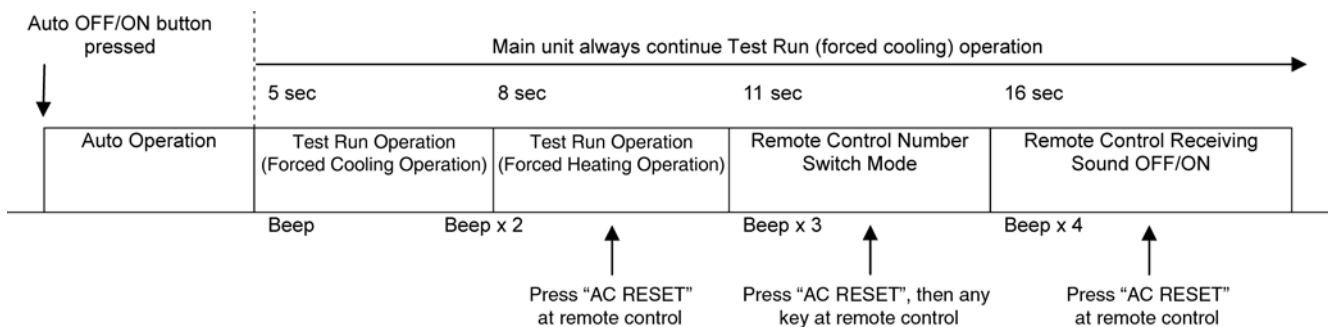 Auto OFF/ON button
pressed
Main unit always continue Test Run (forced cooling) operation
5 sec
8 sec
11 sec
16 sec
Auto Operation
Test Run Operation
(Forced Cooling Operation)
Test Run Operation
(Forced Heating Operation)
Remote Control Number
Switch Mode
Remote Control Receiving
Sound OFF/ON
Beep
Beep x 2
Beep x 3
Beep x 4
Press “AC RESET”
at remote control
Press “AC RESET”, then any
key at remote control
Press “AC RESET”
at remote control